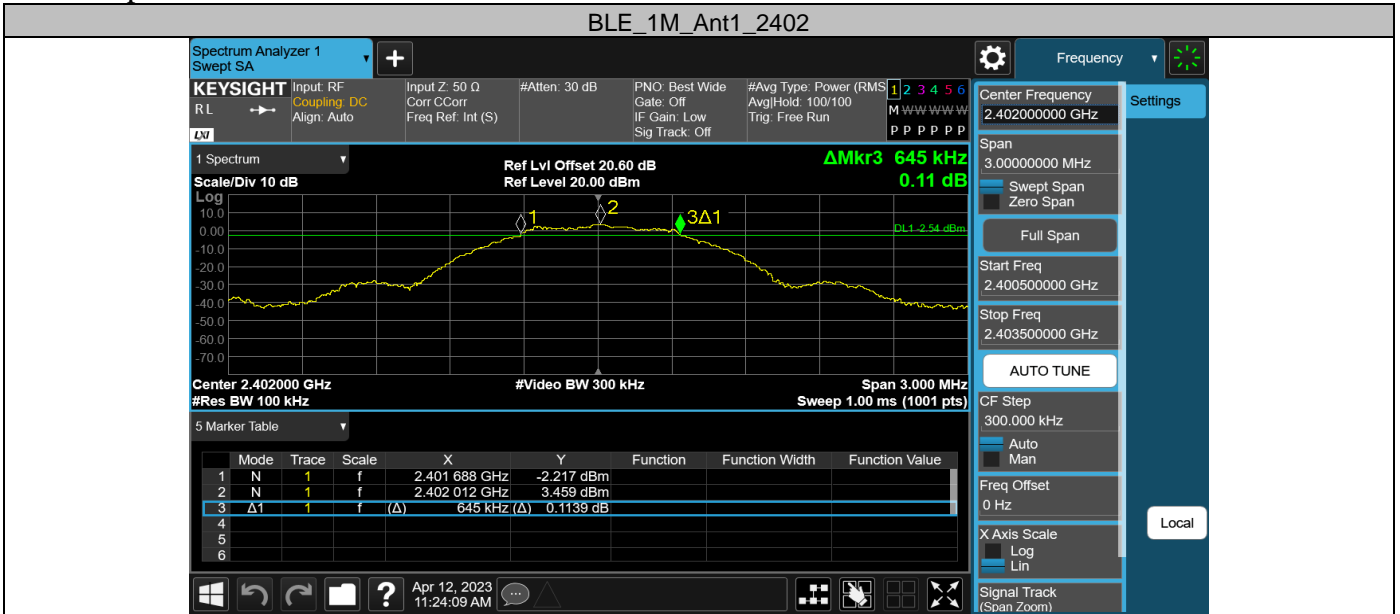 BLE_1M_Ant1_2402
Spectrum Analyzer 1
Swept SA
+
Frequency
KEYSIGHT
RL
LXI
Input: RF
Coupling: DC
Align: Auto
Input Z: 50 Ω
Corr CCorr
Freq Ref: Int (S)
#Atten: 30 dB
PNO: Best Wide
Gate: Off
IF Gain: Low
Sig Track: Off
#Avg Type: Power (RMS
Avg|Hold: 100/100
Trig: Free Run
1 2 3 4 5 6
M W W W W W
P P P P P P
1 Spectrum
Scale/Div 10 dB
Ref Lvl Offset 20.60 dB
Ref Level 20.00 dBm
ΔMkr3 645 kHz
0.11 dB
Log
10.0
0.00
-10.0
-20.0
-30.0
-40.0
-50.0
-60.0
-70.0
1
2
3Δ1
DL1 -2.54 dBm
Center 2.402000 GHz
#Video BW 300 kHz
Span 3.000 MHz
#Res BW 100 kHz
Sweep 1.00 ms (1001 pts)
5 Marker Table
Mode Trace Scale X Y Function Function Width Function Value
1 N 1 f 2.401 688 GHz -2.217 dBm
2 N 1 f 2.402 012 GHz 3.459 dBm
3 Δ1 1 f (Δ) 645 kHz (Δ) 0.1139 dB
4
5
6
?
Apr 12, 2023
11:24:09 AM
Center Frequency
2.402000000 GHz
Span
3.00000000 MHz
Swept Span
Zero Span
Full Span
Start Freq
2.400500000 GHz
Stop Freq
2.403500000 GHz
AUTO TUNE
CF Step
300.000 kHz
Auto
Man
Freq Offset
0 Hz
X Axis Scale
Log
Lin
Signal Track
(Span Zoom)
Settings
Local